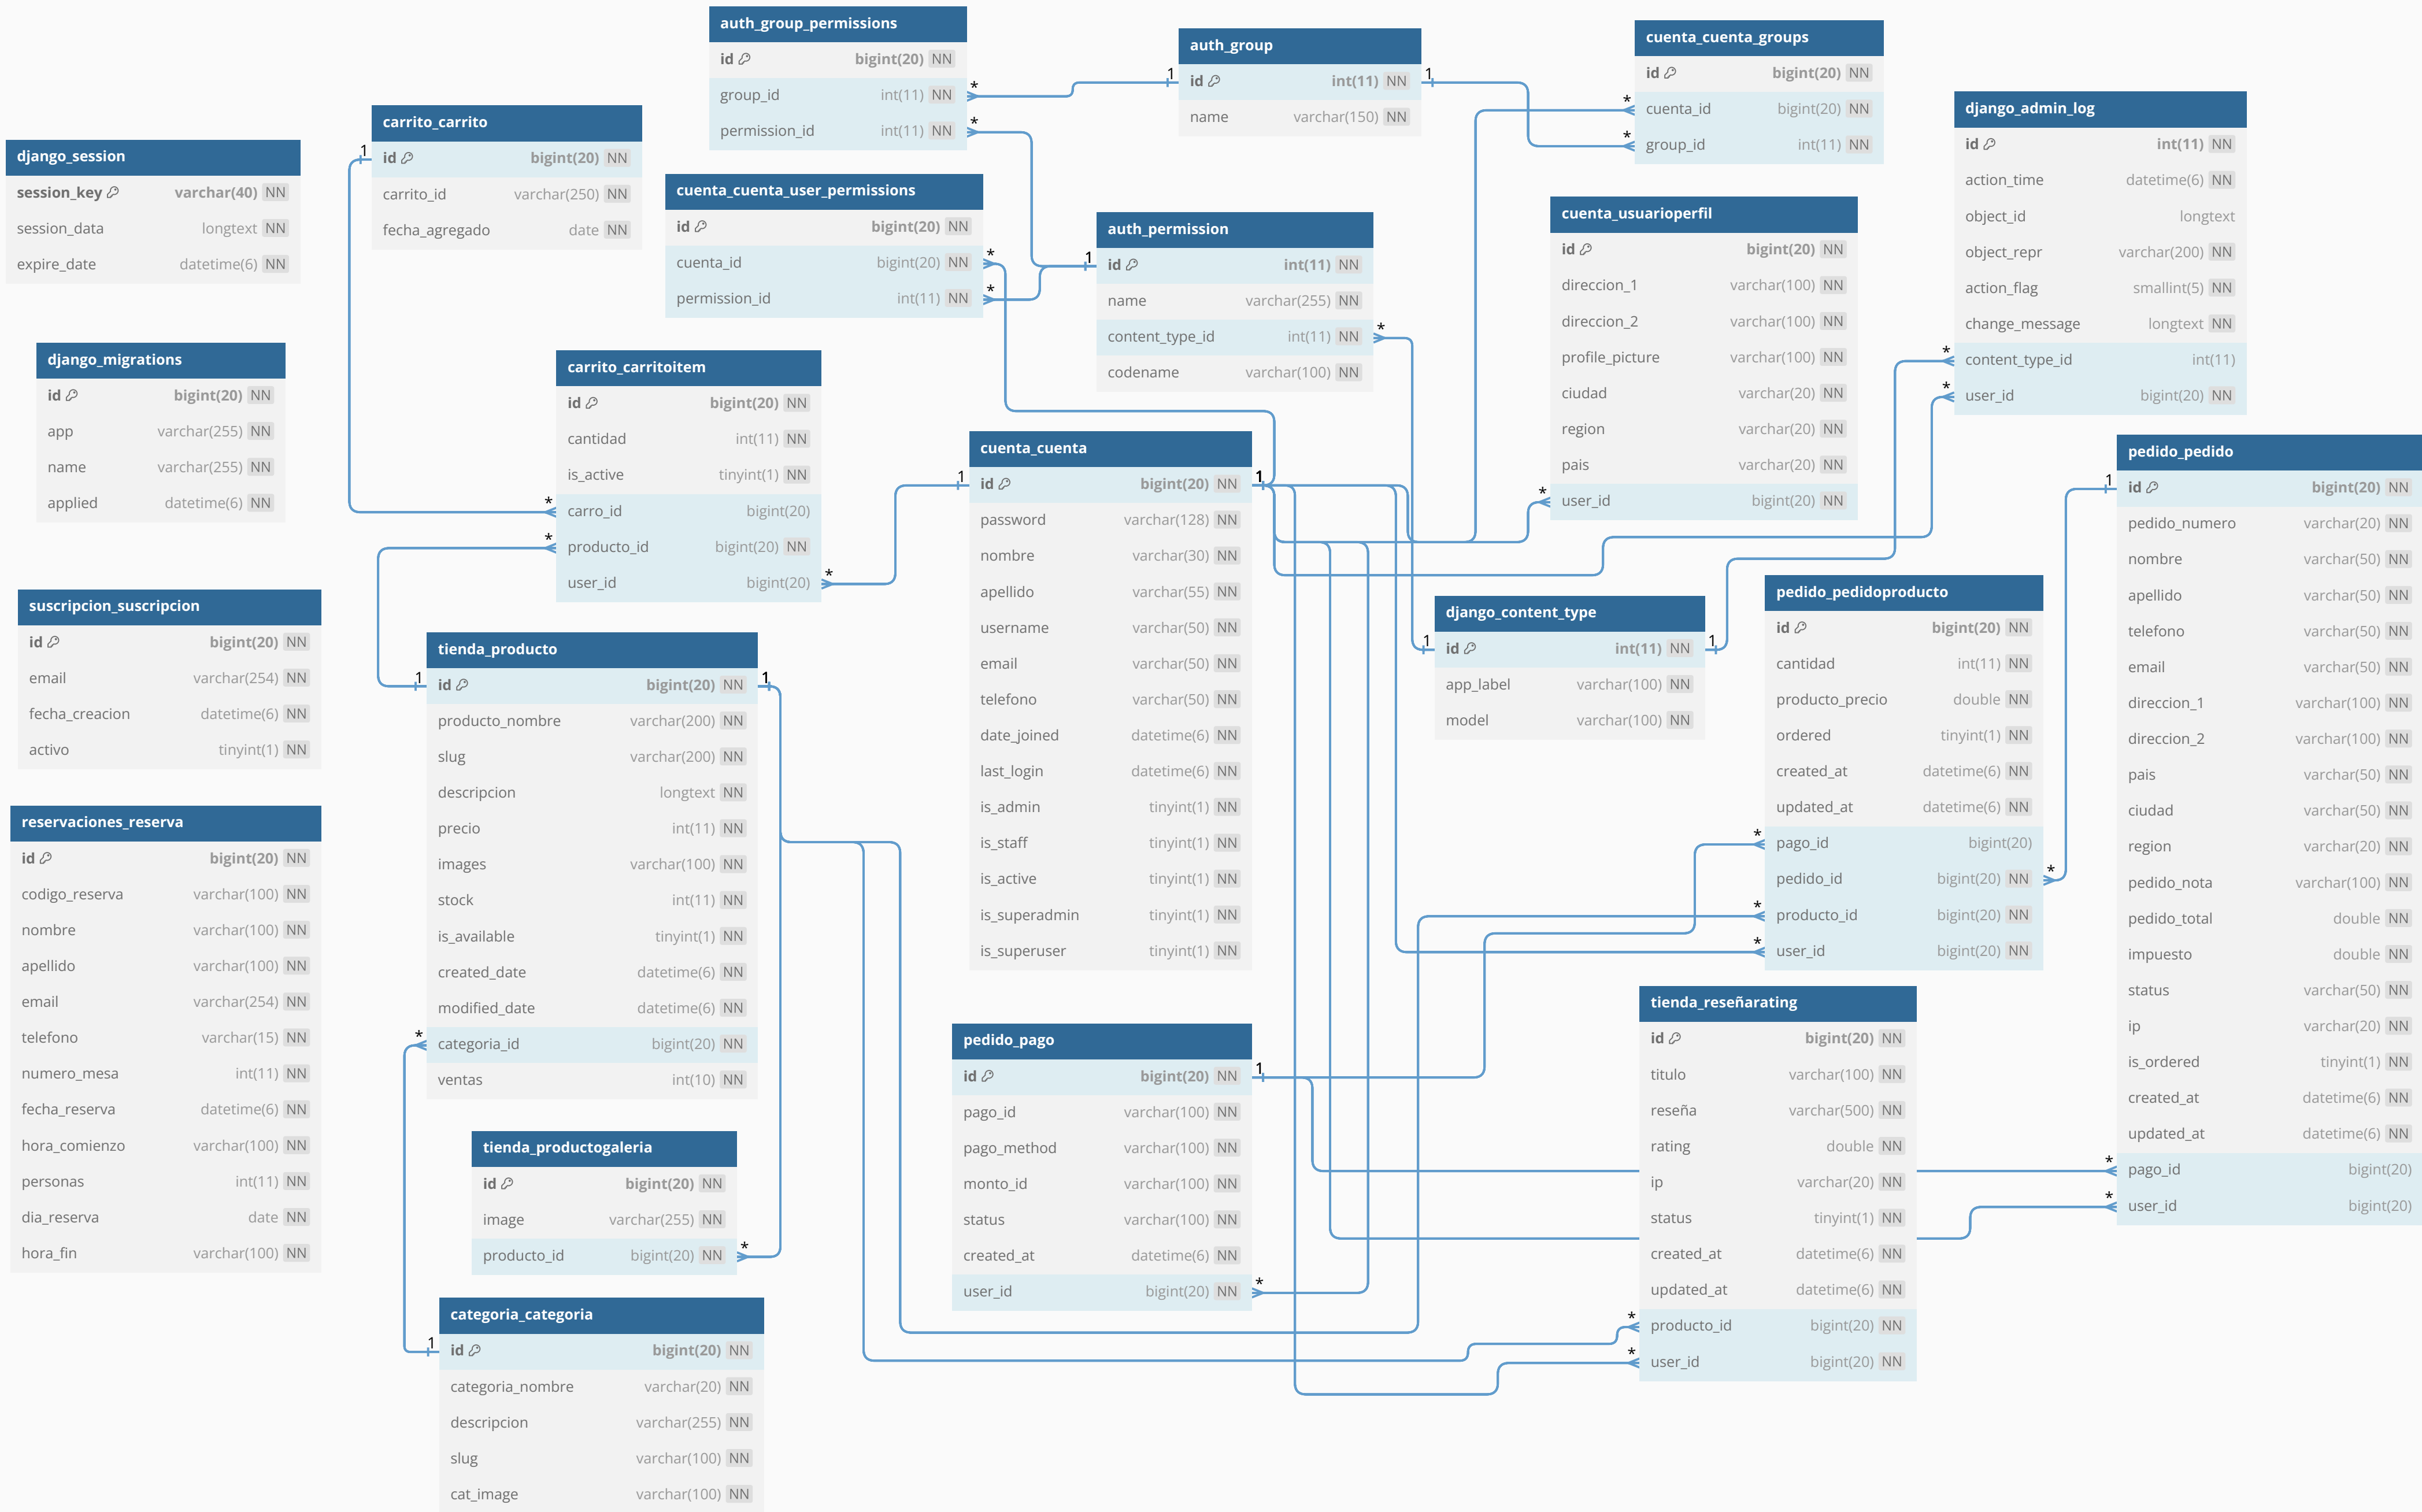 auth_group_permissions
id bigint(20) NN
group_id int(11) NN
permission_id int(11) NN
auth_group
id int(11) NN
name varchar(150) NN
cuenta_cuenta_groups
id bigint(20) NN
cuenta_id bigint(20) NN
group_id int(11) NN
django_admin_log
id int(11) NN
action_time datetime(6) NN
object_id longtext
object_repr varchar(200) NN
action_flag smallint(5) NN
change_message longtext NN
content_type_id int(11)
user_id bigint(20) NN
carrito_carrito
id bigint(20) NN
carrito_id varchar(250) NN
fecha_agregado date NN
django_session
session_key varchar(40) NN
session_data longtext NN
expire_date datetime(6) NN
cuenta_cuenta_user_permissions
id bigint(20) NN
cuenta_id bigint(20) NN
permission_id int(11) NN
auth_permission
id int(11) NN
name varchar(255) NN
content_type_id int(11) NN
codename varchar(100) NN
cuenta_usuarioperfil
id bigint(20) NN
direccion_1 varchar(100) NN
direccion_2 varchar(100) NN
profile_picture varchar(100) NN
ciudad varchar(20) NN
region varchar(20) NN
pais varchar(20) NN
user_id bigint(20) NN
django_migrations
id bigint(20) NN
app varchar(255) NN
name varchar(255) NN
applied datetime(6) NN
carrito_carritoitem
id bigint(20) NN
cantidad int(11) NN
is_active tinyint(1) NN
carro_id bigint(20)
producto_id bigint(20) NN
user_id bigint(20)
cuenta_cuenta
id bigint(20) NN
password varchar(128) NN
nombre varchar(30) NN
apellido varchar(55) NN
username varchar(50) NN
email varchar(50) NN
telefono varchar(50) NN
date_joined datetime(6) NN
last_login datetime(6) NN
is_admin tinyint(1) NN
is_staff tinyint(1) NN
is_active tinyint(1) NN
is_superadmin tinyint(1) NN
is_superuser tinyint(1) NN
pedido_pedido
id bigint(20) NN
pedido_numero varchar(20) NN
nombre varchar(50) NN
apellido varchar(50) NN
telefono varchar(50) NN
email varchar(50) NN
direccion_1 varchar(100) NN
direccion_2 varchar(100) NN
pais varchar(50) NN
ciudad varchar(50) NN
region varchar(20) NN
pedido_nota varchar(100) NN
pedido_total double NN
impuesto double NN
status varchar(50) NN
ip varchar(20) NN
is_ordered tinyint(1) NN
created_at datetime(6) NN
updated_at datetime(6) NN
pago_id bigint(20)
user_id bigint(20)
suscripcion_suscripcion
id bigint(20) NN
email varchar(254) NN
fecha_creacion datetime(6) NN
activo tinyint(1) NN
django_content_type
id int(11) NN
app_label varchar(100) NN
model varchar(100) NN
pedido_pedidoproducto
id bigint(20) NN
cantidad int(11) NN
producto_precio double NN
ordered tinyint(1) NN
created_at datetime(6) NN
updated_at datetime(6) NN
pago_id bigint(20)
pedido_id bigint(20) NN
producto_id bigint(20) NN
user_id bigint(20) NN
tienda_producto
id bigint(20) NN
producto_nombre varchar(200) NN
slug varchar(200) NN
descripcion longtext NN
precio int(11) NN
images varchar(100) NN
stock int(11) NN
is_available tinyint(1) NN
created_date datetime(6) NN
modified_date datetime(6) NN
categoria_id bigint(20) NN
ventas int(10) NN
reservaciones_reserva
id bigint(20) NN
codigo_reserva varchar(100) NN
nombre varchar(100) NN
apellido varchar(100) NN
email varchar(254) NN
telefono varchar(15) NN
numero_mesa int(11) NN
fecha_reserva datetime(6) NN
hora_comienzo varchar(100) NN
personas int(11) NN
dia_reserva date NN
hora_fin varchar(100) NN
tienda_reseñarating
id bigint(20) NN
titulo varchar(100) NN
reseña varchar(500) NN
rating double NN
ip varchar(20) NN
status tinyint(1) NN
created_at datetime(6) NN
updated_at datetime(6) NN
producto_id bigint(20) NN
user_id bigint(20) NN
pedido_pago
id bigint(20) NN
pago_id varchar(100) NN
pago_method varchar(100) NN
monto_id varchar(100) NN
status varchar(100) NN
created_at datetime(6) NN
user_id bigint(20) NN
tienda_productogaleria
id bigint(20) NN
image varchar(255) NN
producto_id bigint(20) NN
categoria_categoria
id bigint(20) NN
categoria_nombre varchar(20) NN
descripcion varchar(255) NN
slug varchar(100) NN
cat_image varchar(100) NN